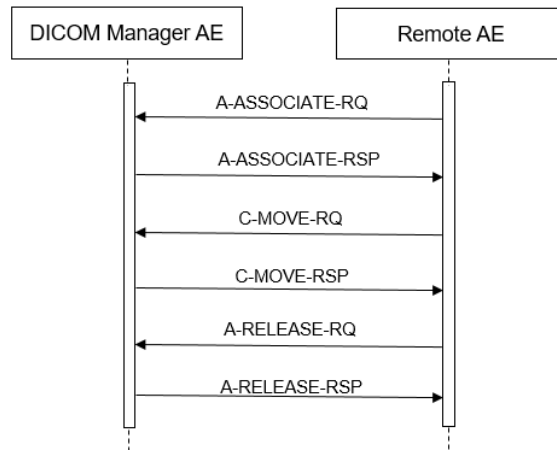 DICOM Manager AE
Remote AE
A-ASSOCIATE-RQ
A-ASSOCIATE-RSP
C-MOVE-RQ
C-MOVE-RSP
A-RELEASE-RQ
A-RELEASE-RSP